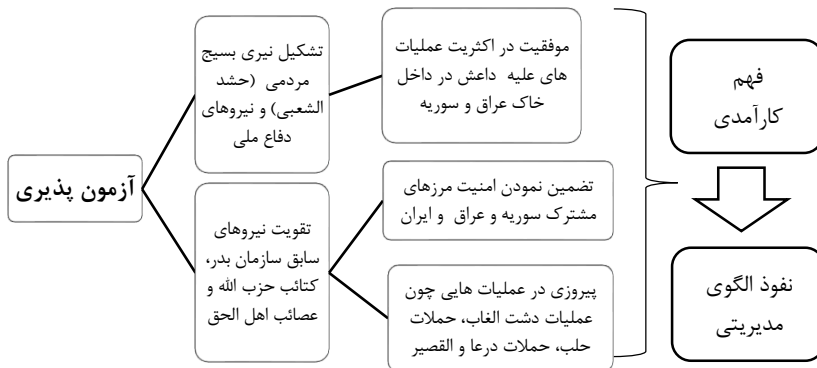 آزمون پذیری
تشکیل نیری بسیج
مردمی (حشد
الشعبی) و نیروهای
دفاع ملی
تقویت نیروهای
سابق سازمان بدر،
کتائب حزب الله و
عصائب اهل الحق
موفقیت در اکثریت عملیات
های علیه داعش در داخل
خاک عراق و سوریه
تضمین نمودن امنیت مرزهای
مشترک سوریه و عراق و ایران
پیروزی در عملیات هایی چون
عملیات دشت الغاب، حملات
حلب، حملات درعا و القصیر
فهم
کارآمدی
نفوذ الگوی
مدیریتی